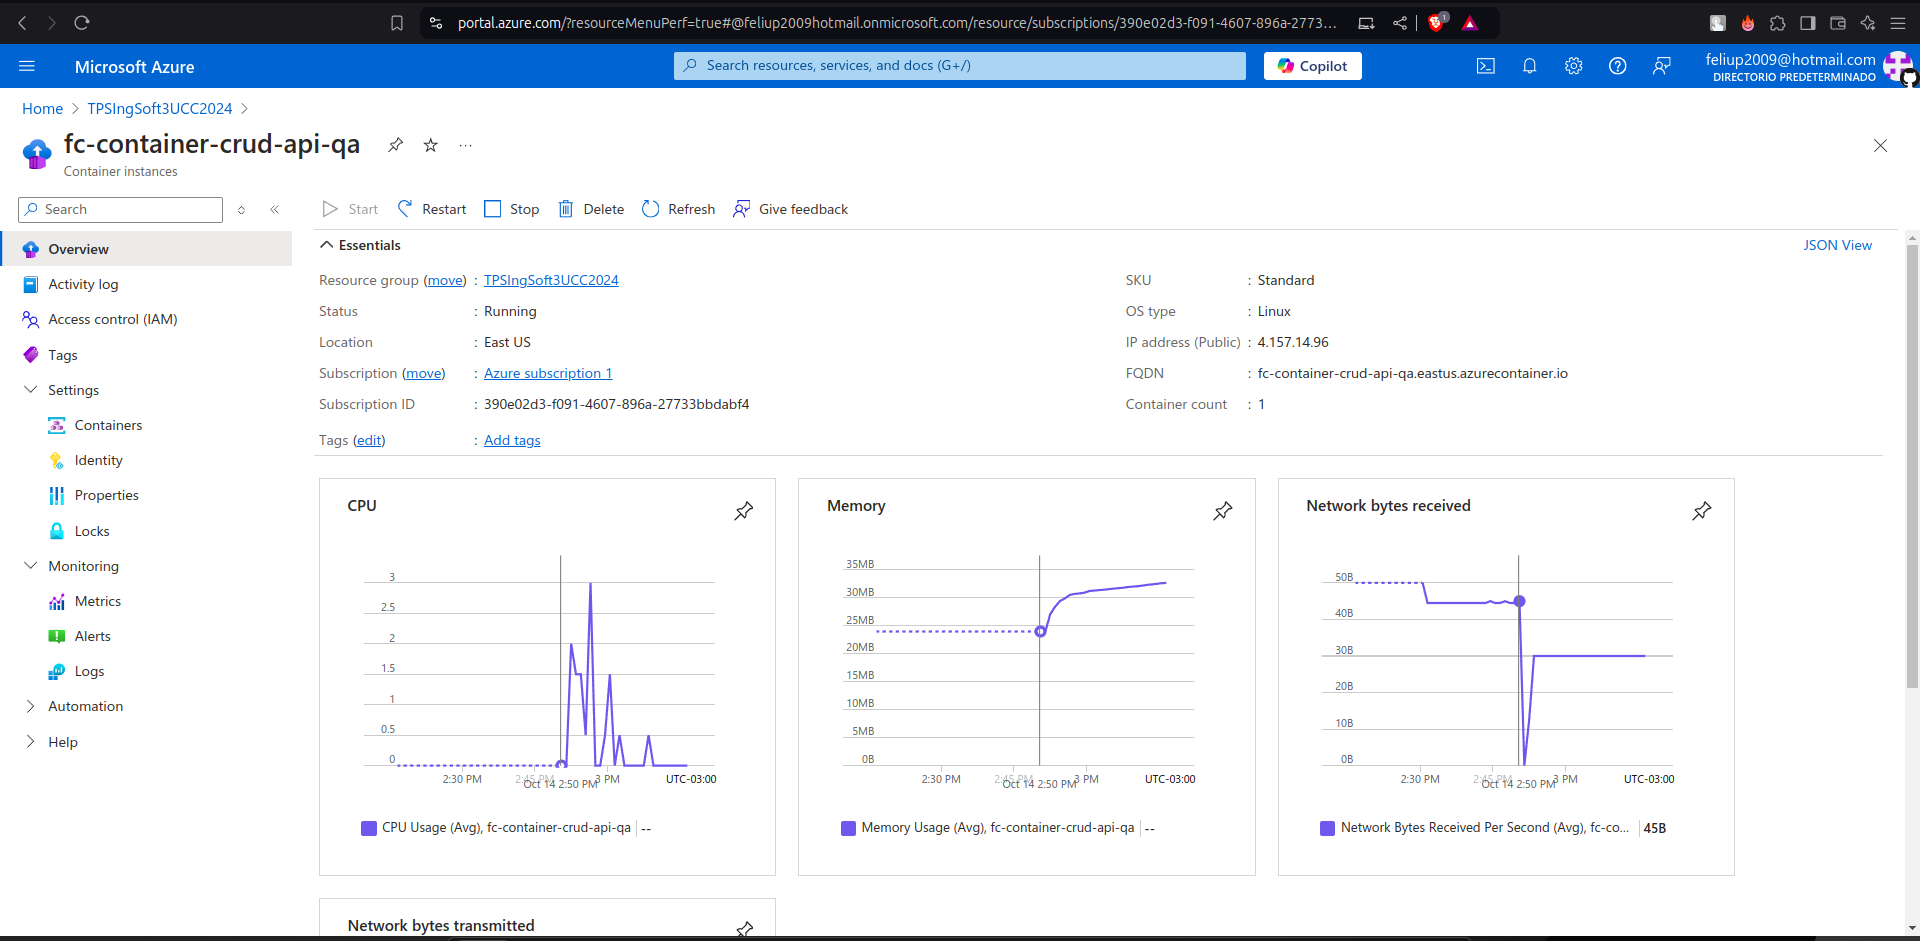 portal.azure.com/?resourceMenuPerf=true#@feliup2009hotmail.onmicrosoft.com/resource/subscriptions/390e02d3-f091-4607-896a-2773…
1
Microsoft Azure
Search resources, services, and docs (G+/)
Copilot
feliup2009@hotmail.com
DIRECTORIO PREDETERMINADO
Home > TPSIngSoft3UCC2024 >
fc-container-crud-api-qa
Container instances
Search
Start Restart Stop Delete Refresh Give feedback
Overview
Activity log
Access control (IAM)
Tags
Settings
Containers
Identity
Properties
Locks
Monitoring
Metrics
Alerts
Logs
Automation
Help
Essentials
JSON View
Resource group (move) : TPSIngSoft3UCC2024
Status : Running
Location : East US
Subscription (move) : Azure subscription 1
Subscription ID : 390e02d3-f091-4607-896a-27733bbdabf4
Tags (edit) : Add tags
SKU : Standard
OS type : Linux
IP address (Public) : 4.157.14.96
FQDN : fc-container-crud-api-qa.eastus.azurecontainer.io
Container count : 1
CPU
3
2.5
2
1.5
1
0.5
0
2:30 PM 2:45 PM 3 PM UTC-03:00
Oct 14 2:50 PM
CPU Usage (Avg), fc-container-crud-api-qa --
Memory
35MB
30MB
25MB
20MB
15MB
10MB
5MB
0B
2:30 PM 2:45 PM 3 PM UTC-03:00
Oct 14 2:50 PM
Memory Usage (Avg), fc-container-crud-api-qa --
Network bytes received
50B
40B
30B
20B
10B
0B
2:30 PM 2:45 PM 3 PM UTC-03:00
Oct 14 2:50 PM
Network Bytes Received Per Second (Avg), fc-co... 45B
Network bytes transmitted